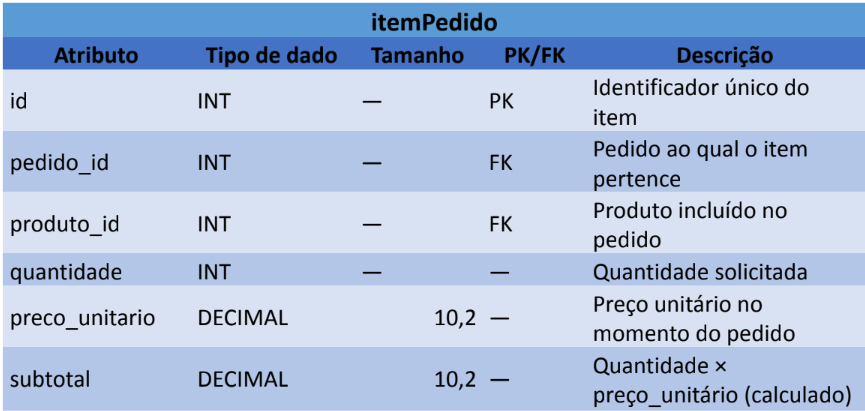 itemPedido
Atributo Tipo de dado Tamanho PK/FK Descrição
id INT — PK Identificador único do
item
pedido_id INT — FK Pedido ao qual o item
pertence
produto_id INT — FK Produto incluído no
pedido
quantidade INT — — Quantidade solicitada
preco_unitario DECIMAL 10,2 — Preço unitário no
momento do pedido
subtotal DECIMAL 10,2 — Quantidade ×
preço_unitário (calculado)